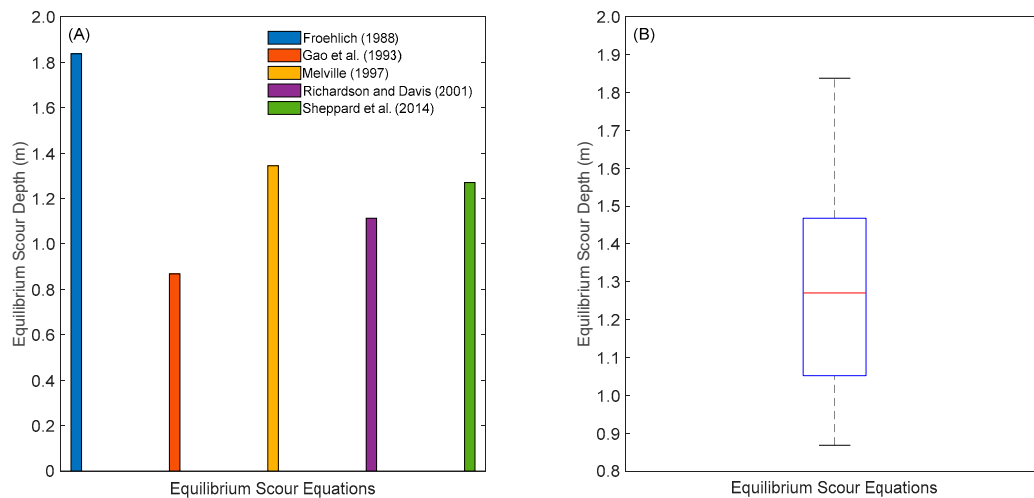 (A)
Froehlich (1988)
Gao et al. (1993)
Melville (1997)
Richardson and Davis (2001)
Sheppard et al. (2014)
2.0
1.8
1.6
1.4
1.2
1.0
0.8
0.6
0.4
0.2
0
Equilibrium Scour Depth (m)
Equilibrium Scour Equations
(B)
2.0
1.9
1.8
1.7
1.6
1.5
1.4
1.3
1.2
1.1
1.0
0.9
0.8
Equilibrium Scour Depth (m)
Equilibrium Scour Equations